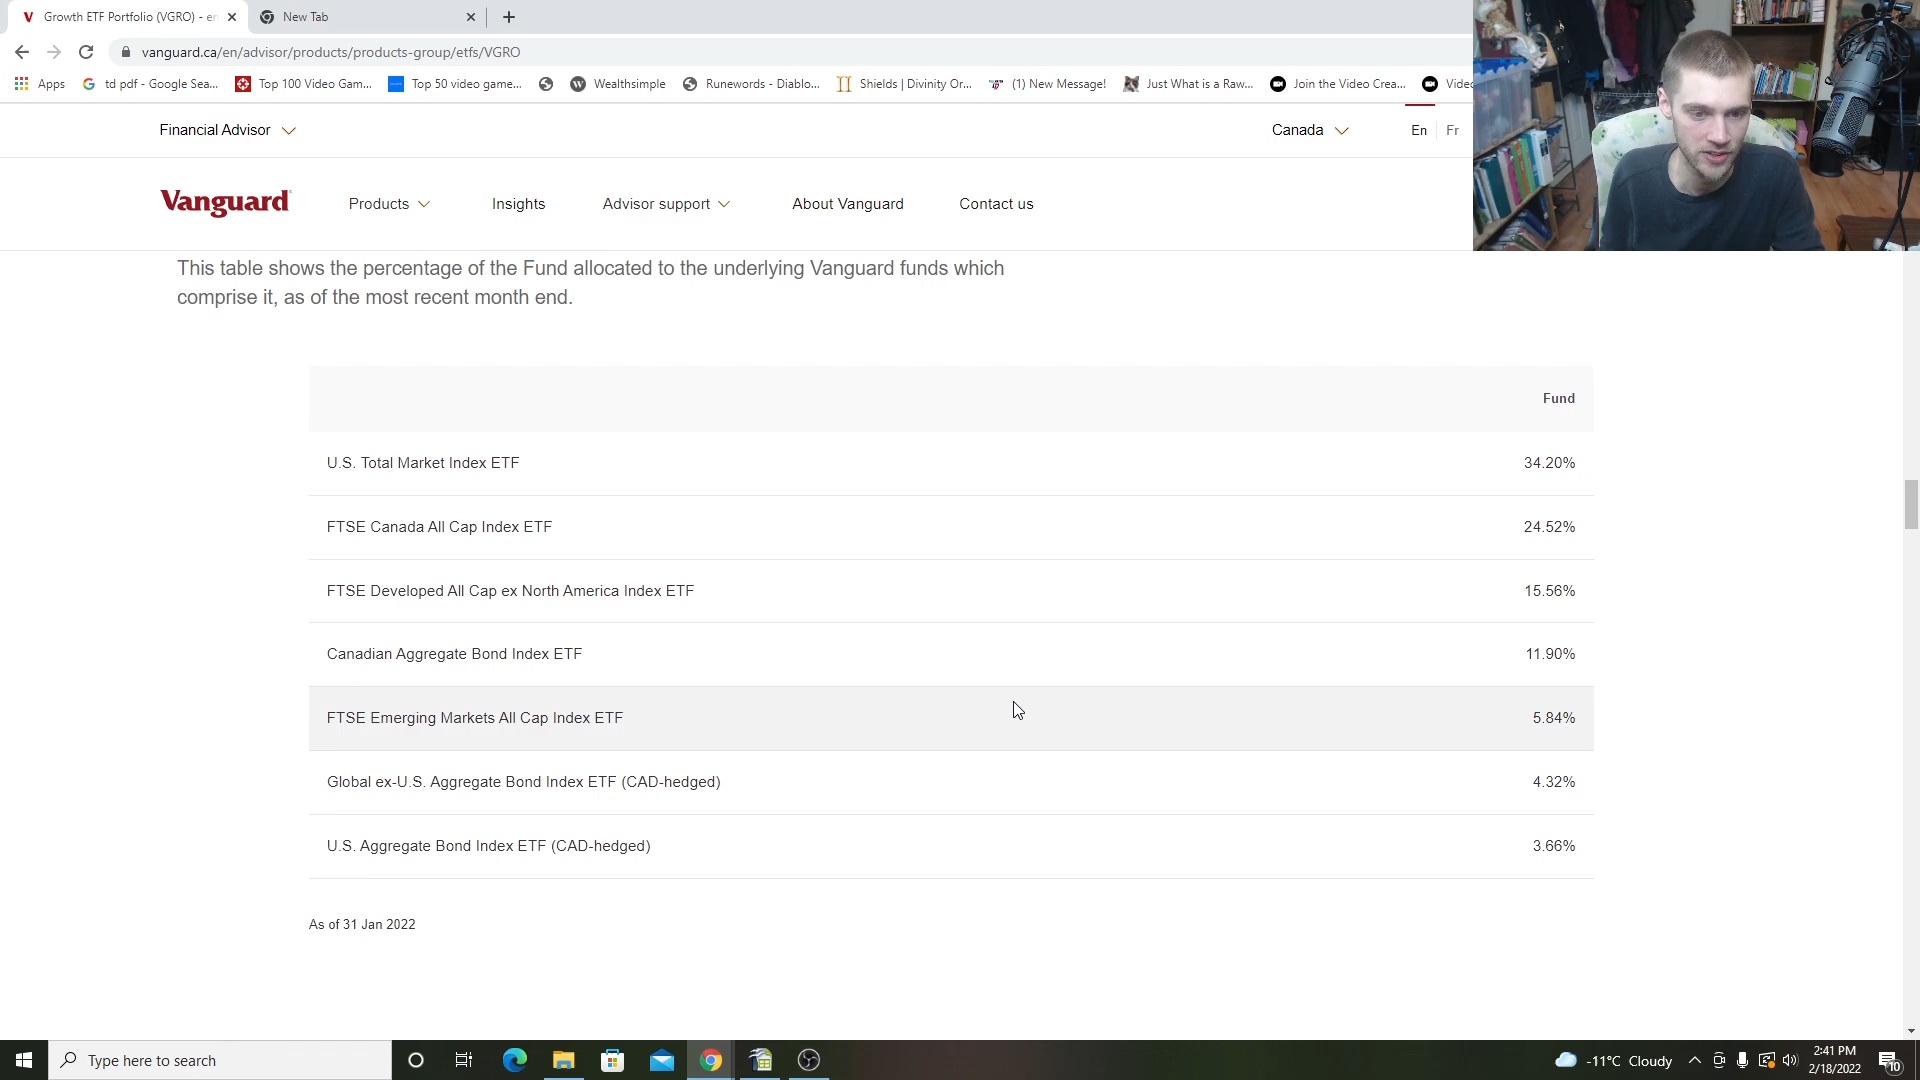 Growth ETF Portfolio (VGRO) - en
New Tab
vanguard.ca/en/advisor/products/products-group/etfs/VGRO
Apps
td pdf - Google Sea...
Top 100 Video Gam...
Top 50 video game...
Wealthsimple
Runewords - Diablo...
Shields | Divinity Or...
(1) New Message!
Just What is a Raw...
Join the Video Crea...
Financial Advisor
Canada
En
Fr
Vanguard
Products
Insights
Advisor support
About Vanguard
Contact us
This table shows the percentage of the Fund allocated to the underlying Vanguard funds which
comprise it, as of the most recent month end.
Fund
U.S. Total Market Index ETF 34.20%
FTSE Canada All Cap Index ETF 24.52%
FTSE Developed All Cap ex North America Index ETF 15.56%
Canadian Aggregate Bond Index ETF 11.90%
FTSE Emerging Markets All Cap Index ETF 5.84%
Global ex-U.S. Aggregate Bond Index ETF (CAD-hedged) 4.32%
U.S. Aggregate Bond Index ETF (CAD-hedged) 3.66%
As of 31 Jan 2022
Type here to search
-11°C Cloudy
2:41 PM
2/18/2022
10